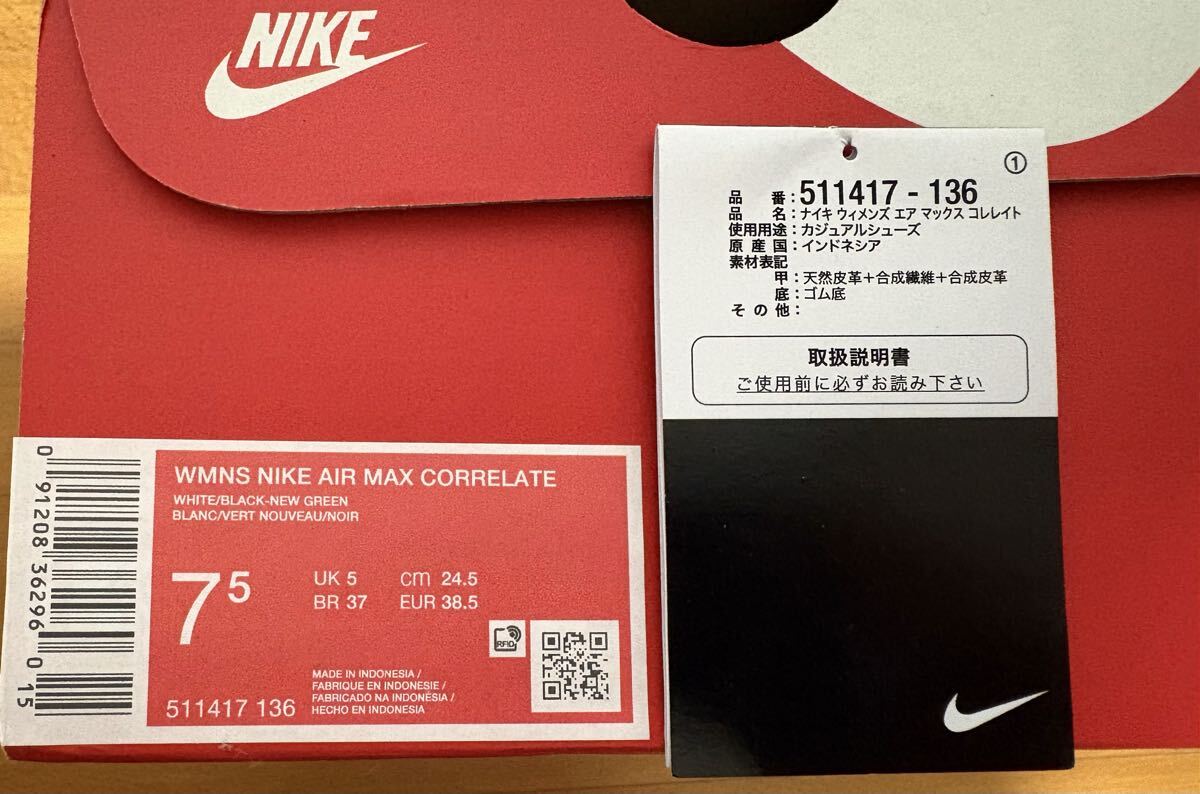 NIKE
①
品 番：511417 - 136
品 名：ナイキ ウィメンズ エア マックス コレレイト
使用用途：カジュアルシューズ
原 産 国：インドネシア
素材表記
甲：天然皮革＋合成繊維＋合成皮革
底：ゴム底
そ の 他：
取扱説明書
ご使用前に必ずお読み下さい
0 91208 36296 0 15
WMNS NIKE AIR MAX CORRELATE
WHITE/BLACK-NEW GREEN
BLANC/VERT NOUVEAU/NOIR
7 5
UK 5 cm 24.5
BR 37 EUR 38.5
RFID
MADE IN INDONESIA /
FABRIQUE EN INDONESIE /
FABRICADO NA INDONÉSIA /
HECHO EN INDONESIA
511417 136